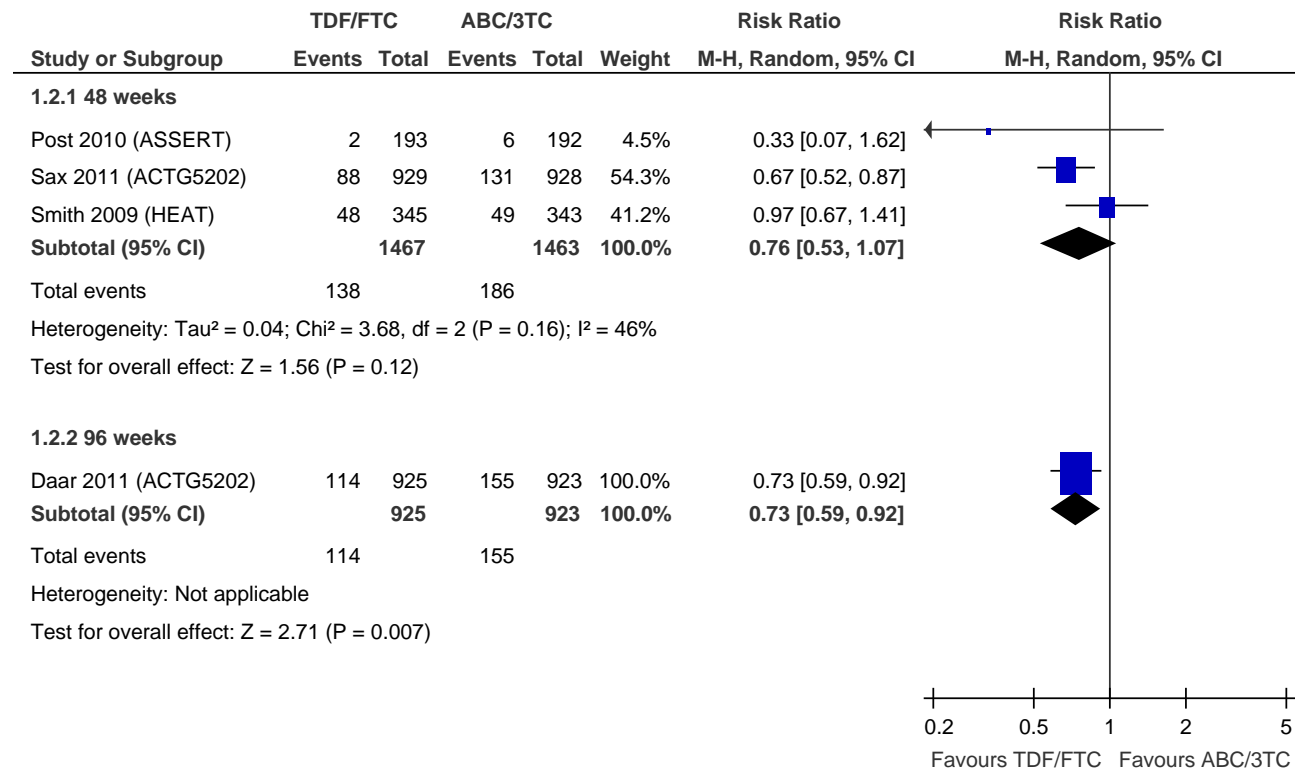 TDF/FTC ABC/3TC Risk Ratio Risk Ratio
Study or Subgroup Events Total Events Total Weight M-H, Random, 95% CI M-H, Random, 95% CI
1.2.1 48 weeks
Post 2010 (ASSERT) 2 193 6 192 4.5% 0.33 [0.07, 1.62]
Sax 2011 (ACTG5202) 88 929 131 928 54.3% 0.67 [0.52, 0.87]
Smith 2009 (HEAT) 48 345 49 343 41.2% 0.97 [0.67, 1.41]
Subtotal (95% CI) 1467 1463 100.0% 0.76 [0.53, 1.07]
Total events 138 186
Heterogeneity: Tau² = 0.04; Chi² = 3.68, df = 2 (P = 0.16); I² = 46%
Test for overall effect: Z = 1.56 (P = 0.12)
1.2.2 96 weeks
Daar 2011 (ACTG5202) 114 925 155 923 100.0% 0.73 [0.59, 0.92]
Subtotal (95% CI) 925 923 100.0% 0.73 [0.59, 0.92]
Total events 114 155
Heterogeneity: Not applicable
Test for overall effect: Z = 2.71 (P = 0.007)
0.2 0.5 1 2 5
Favours TDF/FTC Favours ABC/3TC